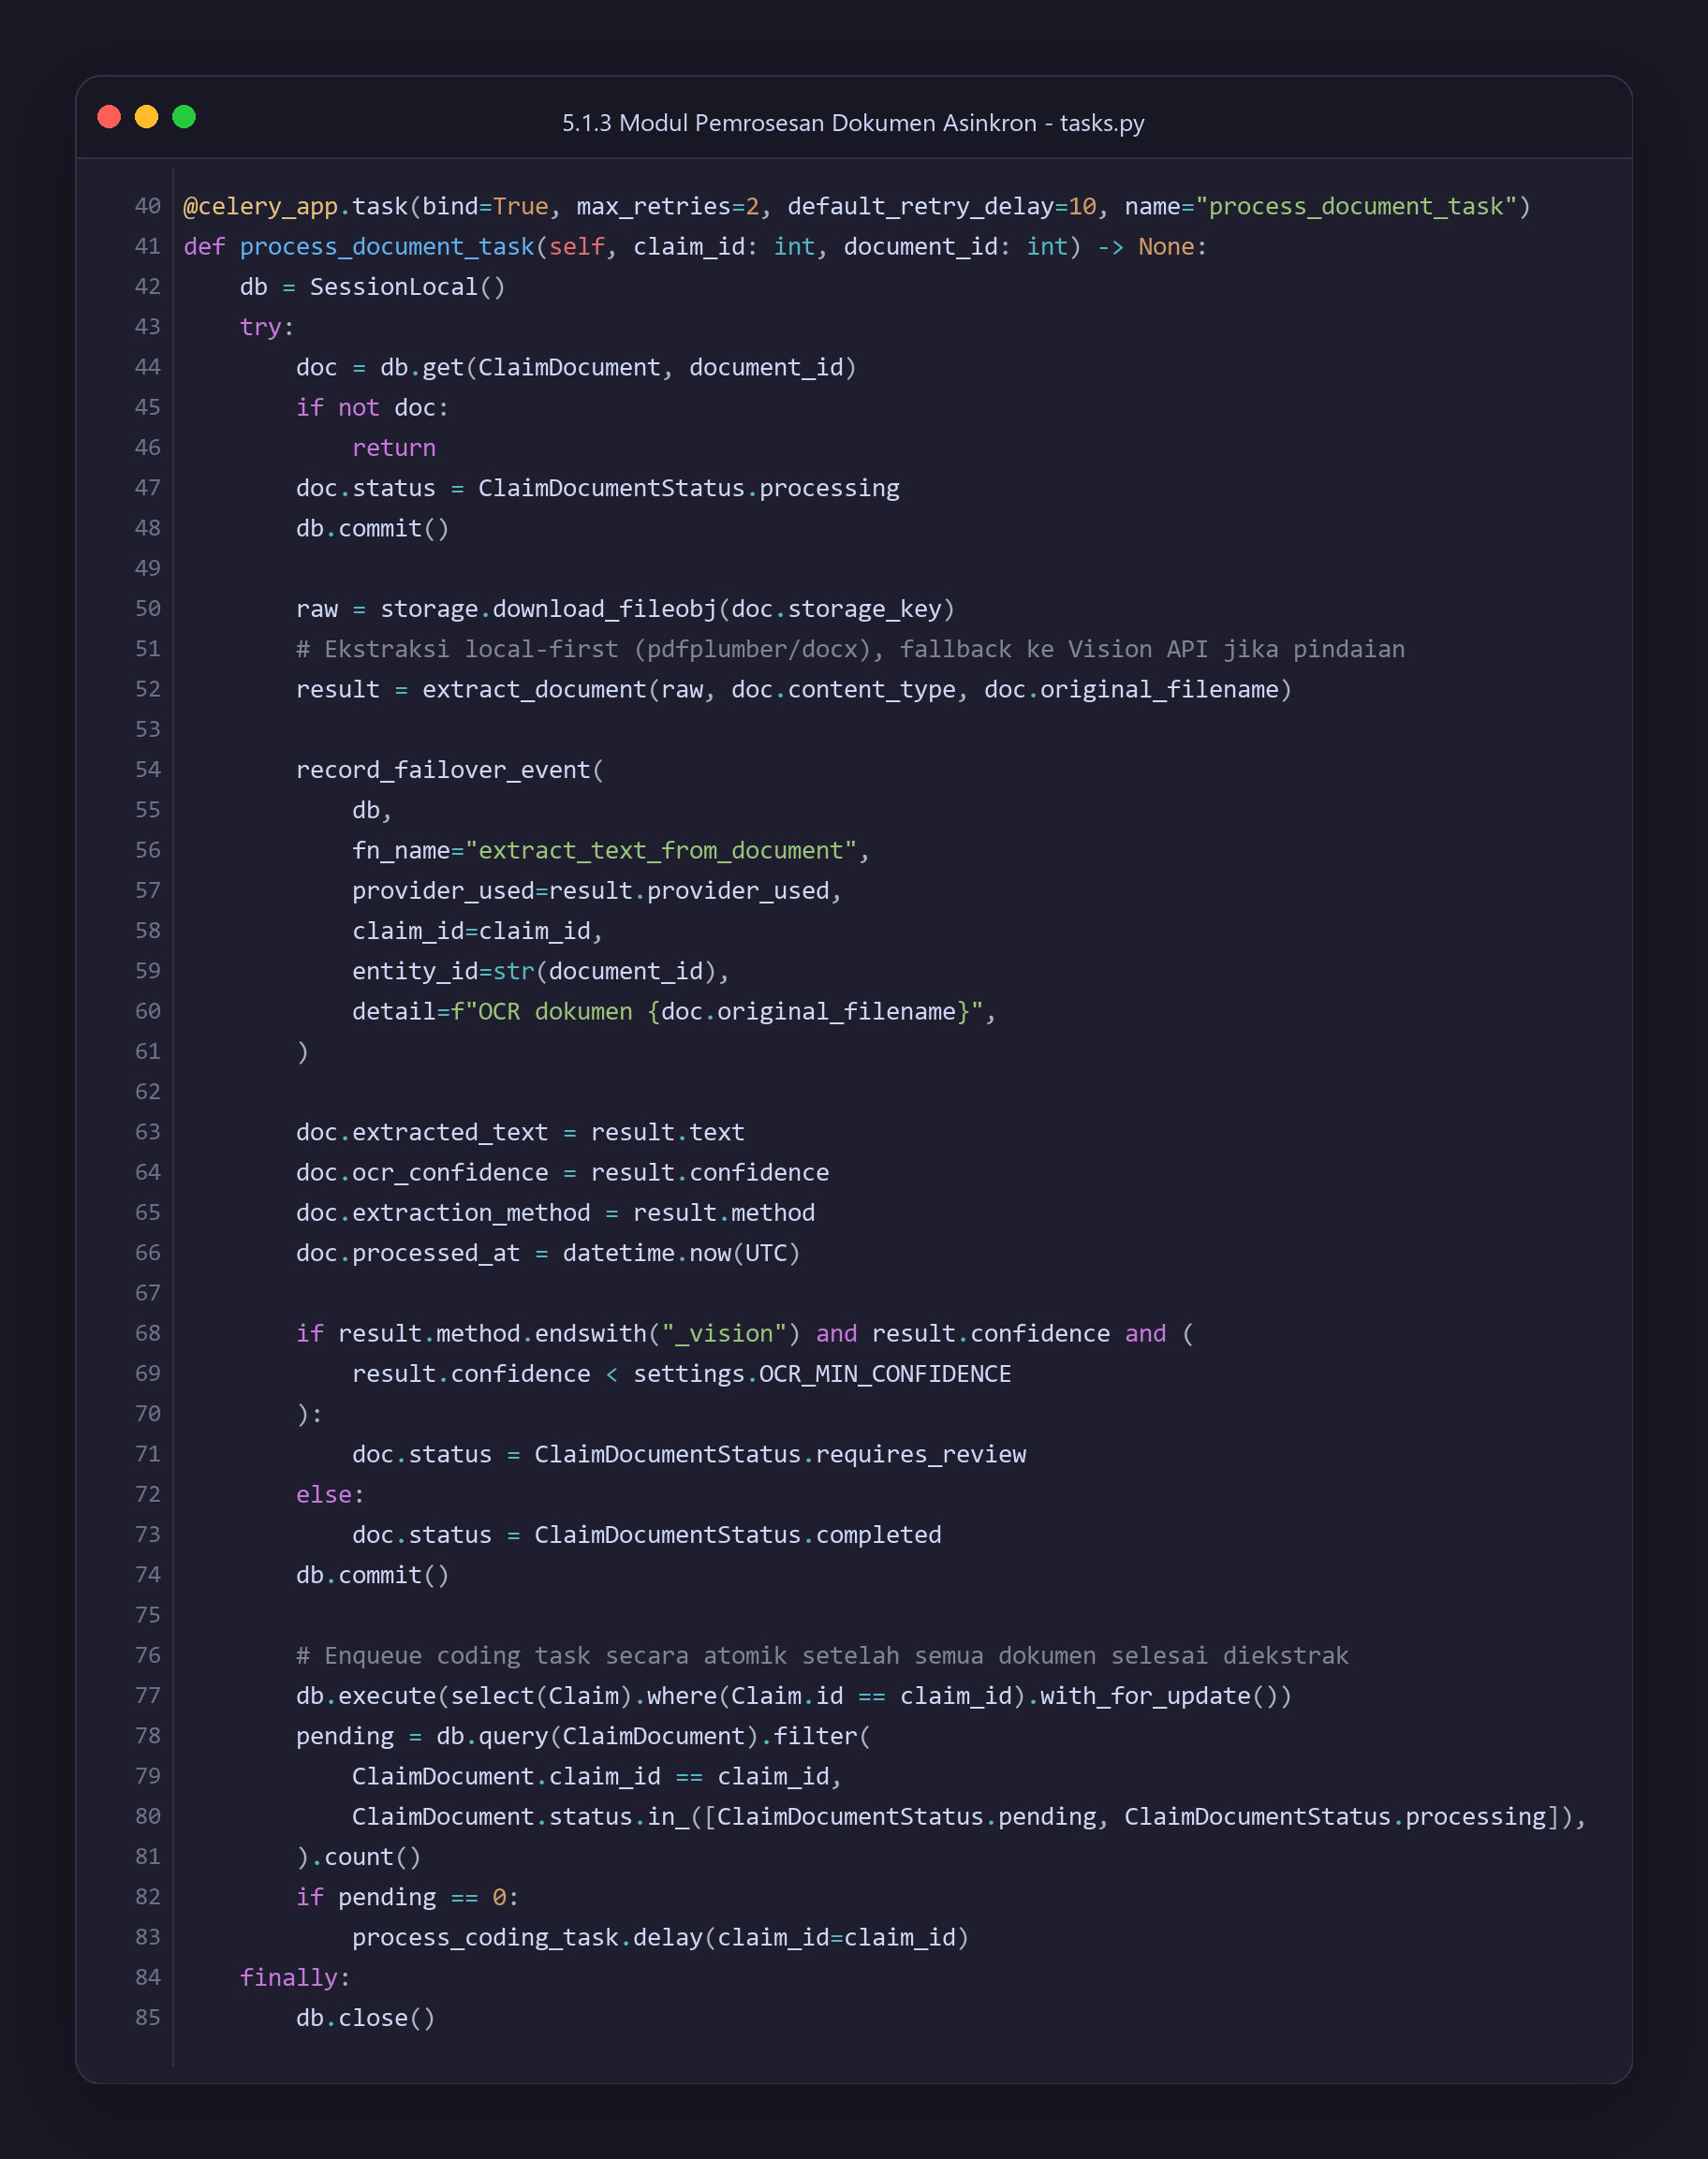 5.1.3 Modul Pemrosesan Dokumen Asinkron - tasks.py
40 @celery_app.task(bind=True, max_retries=2, default_retry_delay=10, name="process_document_task")
41 def process_document_task(self, claim_id: int, document_id: int) -> None:
42     db = SessionLocal()
43     try:
44         doc = db.get(ClaimDocument, document_id)
45         if not doc:
46             return
47         doc.status = ClaimDocumentStatus.processing
48         db.commit()
49
50         raw = storage.download_fileobj(doc.storage_key)
51         # Ekstraksi local-first (pdfplumber/docx), fallback ke Vision API jika pindaian
52         result = extract_document(raw, doc.content_type, doc.original_filename)
53
54         record_failover_event(
55             db,
56             fn_name="extract_text_from_document",
57             provider_used=result.provider_used,
58             claim_id=claim_id,
59             entity_id=str(document_id),
60             detail=f"OCR dokumen {doc.original_filename}",
61         )
62
63         doc.extracted_text = result.text
64         doc.ocr_confidence = result.confidence
65         doc.extraction_method = result.method
66         doc.processed_at = datetime.now(UTC)
67
68         if result.method.endswith("_vision") and result.confidence and (
69             result.confidence < settings.OCR_MIN_CONFIDENCE
70         ):
71             doc.status = ClaimDocumentStatus.requires_review
72         else:
73             doc.status = ClaimDocumentStatus.completed
74         db.commit()
75
76         # Enqueue coding task secara atomik setelah semua dokumen selesai diekstrak
77         db.execute(select(Claim).where(Claim.id == claim_id).with_for_update())
78         pending = db.query(ClaimDocument).filter(
79             ClaimDocument.claim_id == claim_id,
80             ClaimDocument.status.in_([ClaimDocumentStatus.pending, ClaimDocumentStatus.processing]),
81         ).count()
82         if pending == 0:
83             process_coding_task.delay(claim_id=claim_id)
84     finally:
85         db.close()